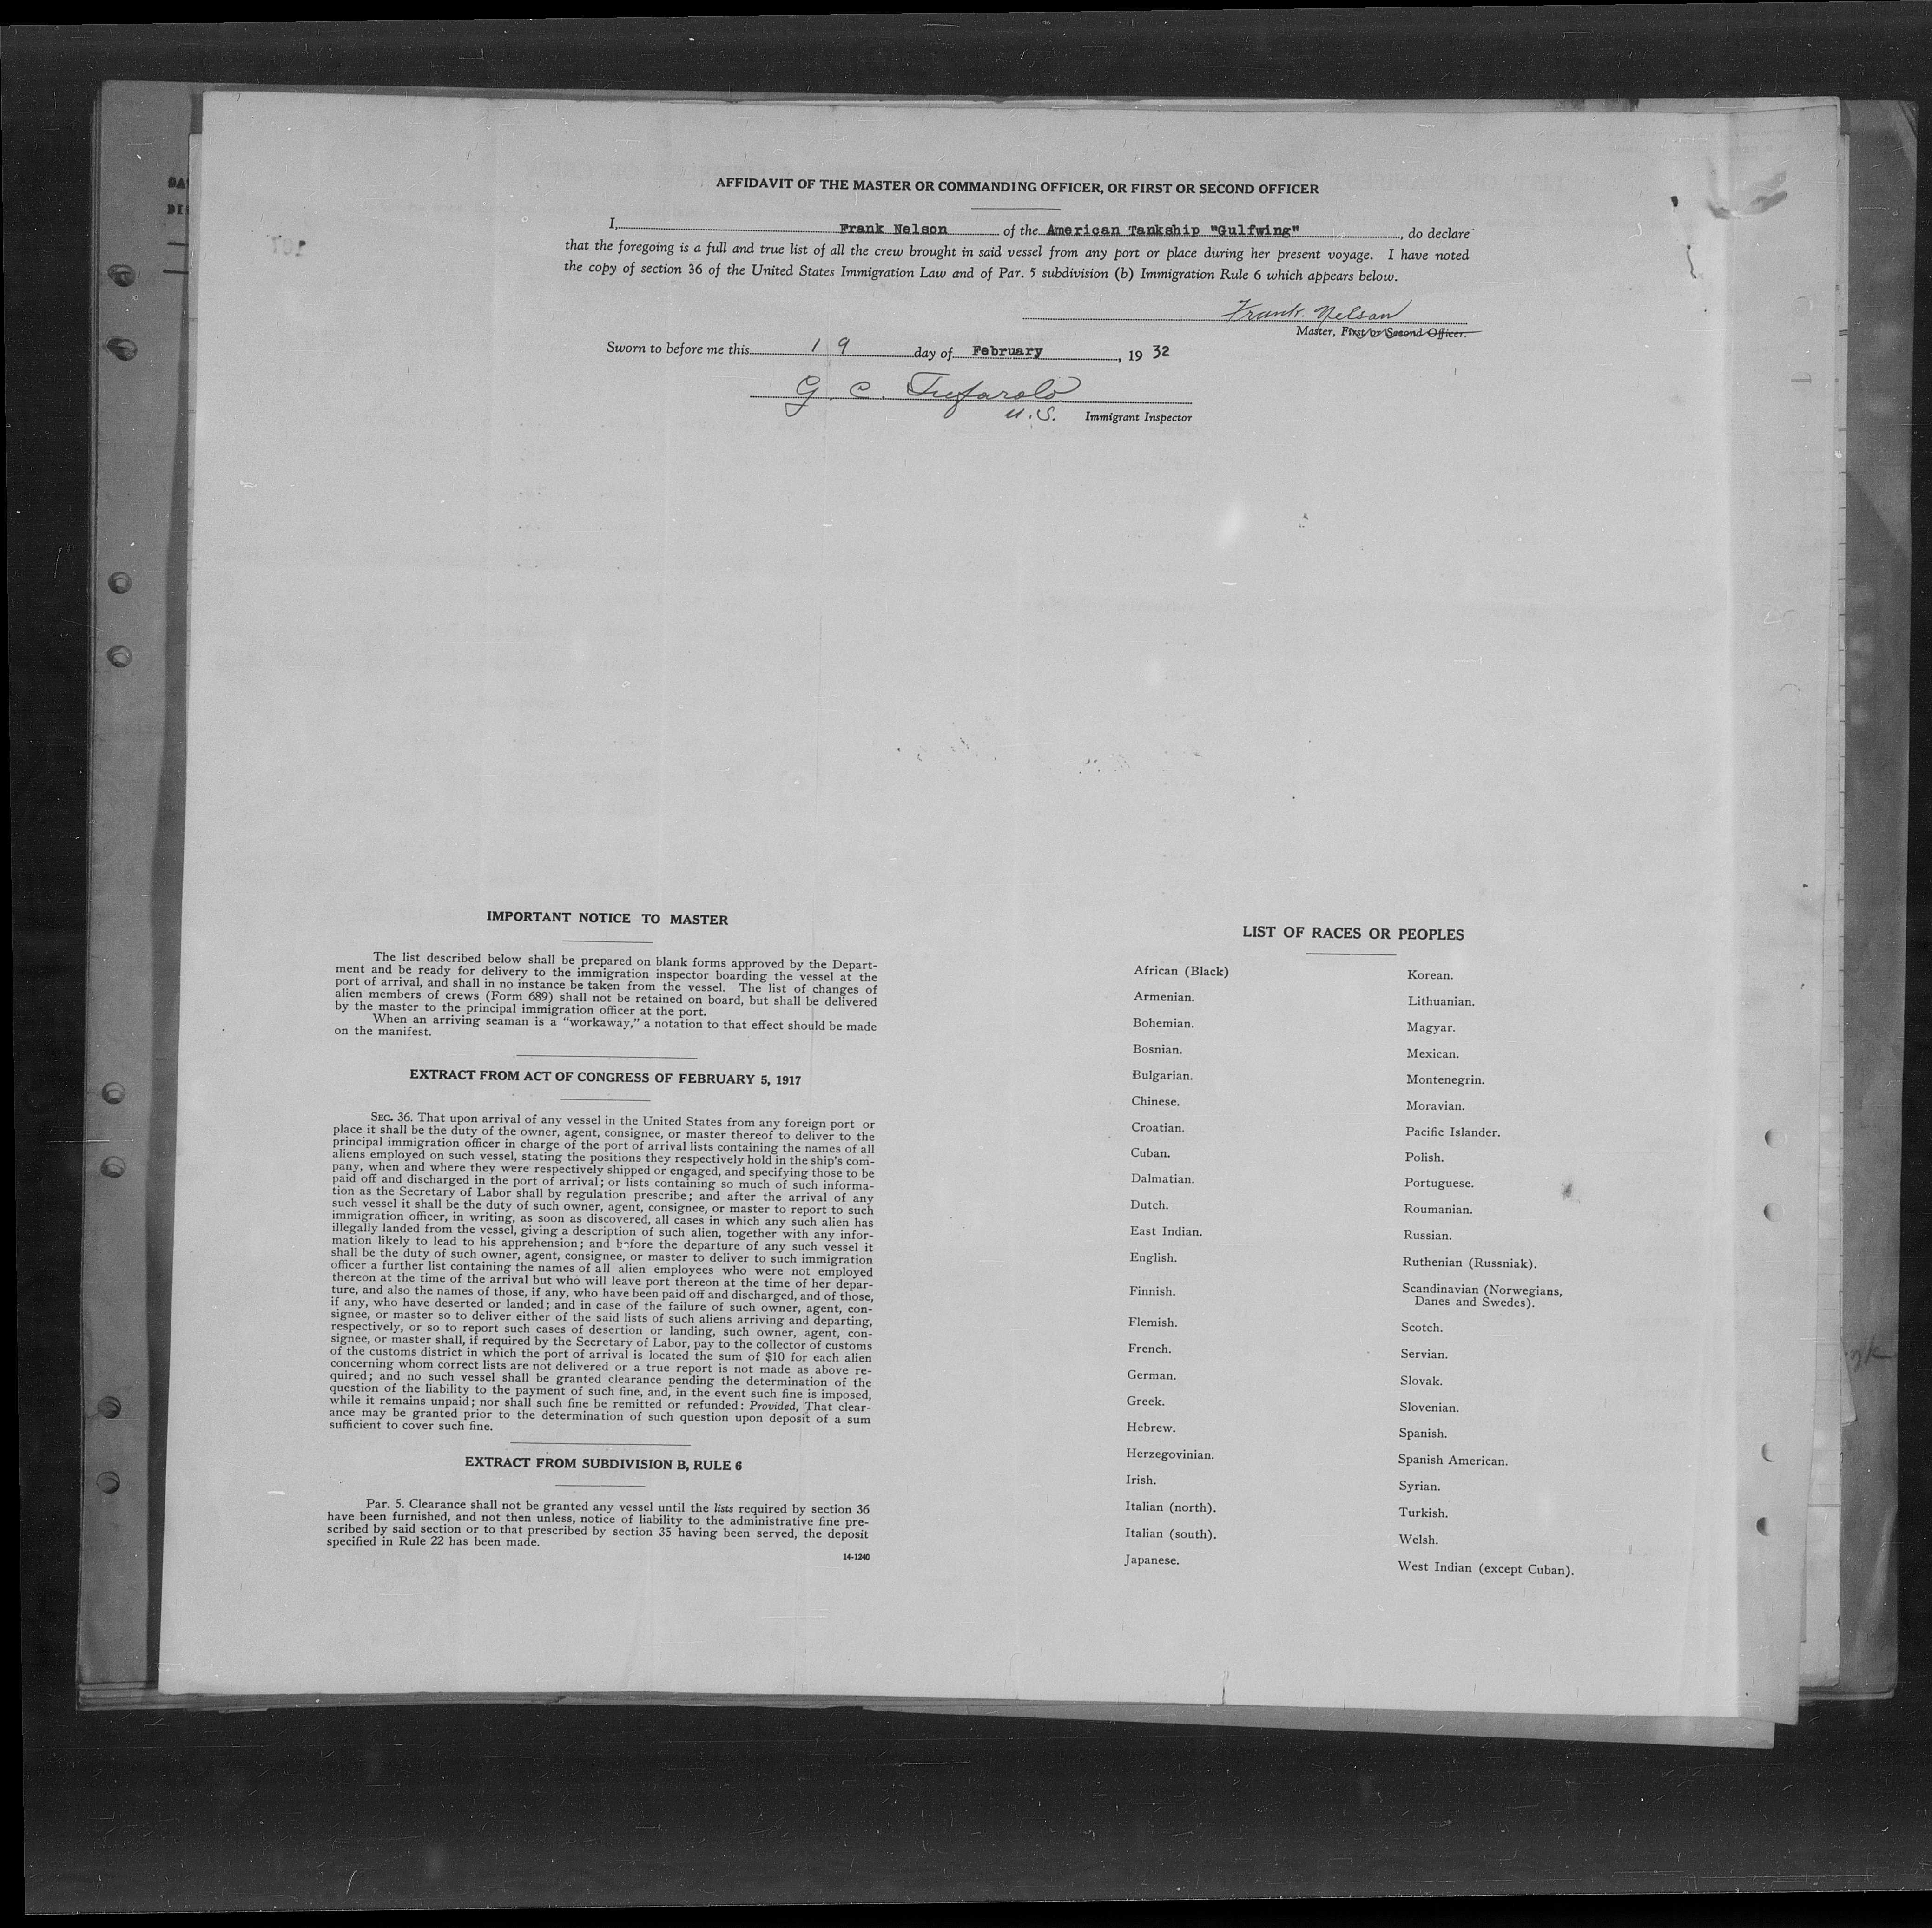 AFFIDAVIT OF THE MASTER OR COMMANDING OFFICER, OR FIRST OR SECOND OFFICER
I, Frank Nelson of the American Tankship "Gulfwing", do declare
that the foregoing is a full and true list of all the crew brought in said vessel from any port or place during her present voyage. I have noted
the copy of section 36 of the United States Immigration Law and of Par. 5 subdivision (b) Immigration Rule 6 which appears below.
Frank Nelson
Master, First or Second Officer.
Sworn to before me this 19 day of February, 1932
G. C. Tufarolo
U.S. Immigrant Inspector
IMPORTANT NOTICE TO MASTER
The list described below shall be prepared on blank forms approved by the Depart-
ment and be ready for delivery to the immigration inspector boarding the vessel at the
port of arrival, and shall in no instance be taken from the vessel. The list of changes of
alien members of crews (Form 689) shall not be retained on board, but shall be delivered
by the master to the principal immigration officer at the port.
When an arriving seaman is a "workaway," a notation to that effect should be made
on the manifest.
EXTRACT FROM ACT OF CONGRESS OF FEBRUARY 5, 1917
SEC. 36. That upon arrival of any vessel in the United States from any foreign port or
place it shall be the duty of the owner, agent, consignee, or master thereof to deliver to the
principal immigration officer in charge of the port of arrival lists containing the names of all
aliens employed on such vessel, stating the positions they respectively hold in the ship's com-
pany, when and where they were respectively shipped or engaged, and specifying those to be
paid off and discharged in the port of arrival; or lists containing so much of such informa-
tion as the Secretary of Labor shall by regulation prescribe; and after the arrival of any
such vessel it shall be the duty of such owner, agent, consignee, or master to report to such
immigration officer, in writing, as soon as discovered, all cases in which any such alien has
illegally landed from the vessel, giving a description of such alien, together with any infor-
mation likely to lead to his apprehension; and before the departure of any such vessel it
shall be the duty of such owner, agent, consignee, or master to deliver to such immigration
officer a further list containing the names of all alien employees who were not employed
thereon at the time of the arrival but who will leave port thereon at the time of her depar-
ture, and also the names of those, if any, who have been paid off and discharged, and of those,
if any, who have deserted or landed; and in case of the failure of such owner, agent, con-
signee, or master so to deliver either of the said lists of such aliens arriving and departing,
respectively, or so to report such cases of desertion or landing, such owner, agent, con-
signee, or master shall, if required by the Secretary of Labor, pay to the collector of customs
of the customs district in which the port of arrival is located the sum of $10 for each alien
concerning whom correct lists are not delivered or a true report is not made as above re-
quired; and no such vessel shall be granted clearance pending the determination of the
question of the liability to the payment of such fine, and, in the event such fine is imposed,
while it remains unpaid; nor shall such fine be remitted or refunded: Provided, That clear-
ance may be granted prior to the determination of such question upon deposit of a sum
sufficient to cover such fine.
EXTRACT FROM SUBDIVISION B, RULE 6
Par. 5. Clearance shall not be granted any vessel until the lists required by section 36
have been furnished, and not then unless, notice of liability to the administrative fine pre-
scribed by said section or to that prescribed by section 35 having been served, the deposit
specified in Rule 22 has been made.
14-1240
LIST OF RACES OR PEOPLES
African (Black)
Armenian.
Bohemian.
Bosnian.
Bulgarian.
Chinese.
Croatian.
Cuban.
Dalmatian.
Dutch.
East Indian.
English.
Finnish.
Flemish.
French.
German.
Greek.
Hebrew.
Herzegovinian.
Irish.
Italian (north).
Italian (south).
Japanese.
Korean.
Lithuanian.
Magyar.
Mexican.
Montenegrin.
Moravian.
Pacific Islander.
Polish.
Portuguese.
Roumanian.
Russian.
Ruthenian (Russniak).
Scandinavian (Norwegians,
Danes and Swedes).
Scotch.
Servian.
Slovak.
Slovenian.
Spanish.
Spanish American.
Syrian.
Turkish.
Welsh.
West Indian (except Cuban).